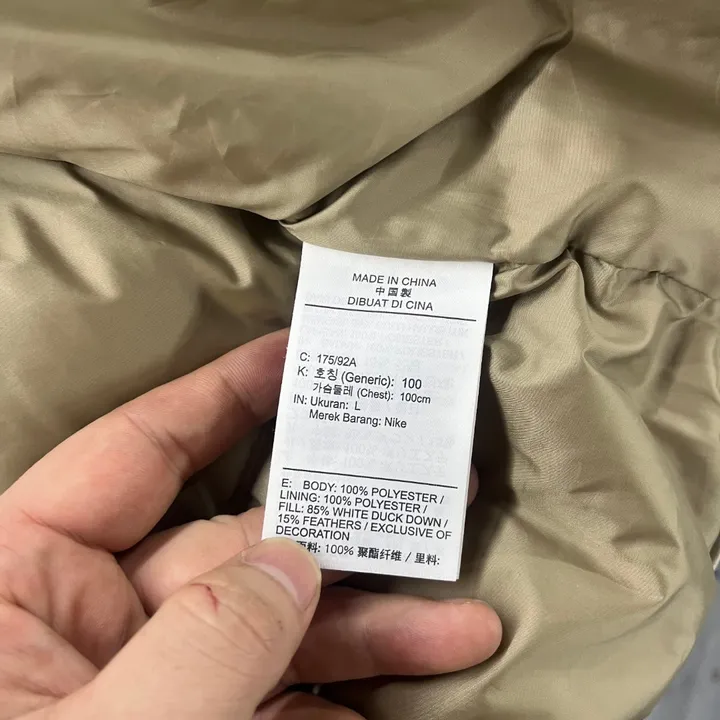 MADE IN CHINA
中国製
DIBUAT DI CINA
C: 175/92A
K: 호칭 (Generic): 100
가슴둘레 (Chest): 100cm
IN: Ukuran: L
Merek Barang: Nike
E: BODY: 100% POLYESTER /
LINING: 100% POLYESTER /
FILL: 85% WHITE DUCK DOWN /
15% FEATHERS / EXCLUSIVE OF
DECORATION
面料: 100% 聚酯纤维 / 里料: